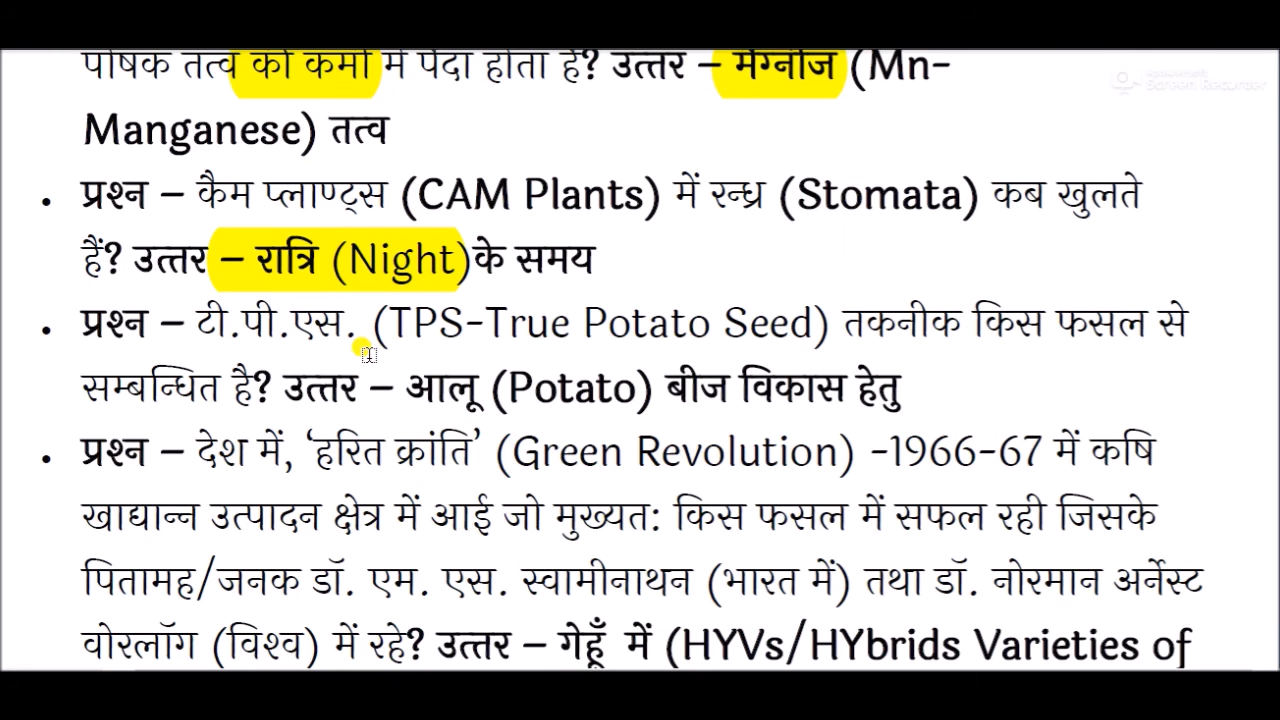 पोषक तत्व की कमी में पैदा होता है? उत्तर – मैग्नीज (Mn-
Manganese) तत्व
• प्रश्न – कैम प्लाण्ट्स (CAM Plants) में रन्ध्र (Stomata) कब खुलते
हैं? उत्तर – रात्रि (Night)के समय
• प्रश्न – टी.पी.एस. (TPS-True Potato Seed) तकनीक किस फसल से
सम्बन्धित है? उत्तर – आलू (Potato) बीज विकास हेतु
• प्रश्न – देश में, ‘हरित क्रांति’ (Green Revolution) -1966-67 में कषि
खाद्यान्न उत्पादन क्षेत्र में आई जो मुख्यत: किस फसल में सफल रही जिसके
पितामह/जनक डॉ. एम. एस. स्वामीनाथन (भारत में) तथा डॉ. नोरमान अर्नेस्ट
वोरलॉग (विश्व) में रहे? उत्तर – गेहूँ में (HYVs/HYbrids Varieties of
Screen Recorder